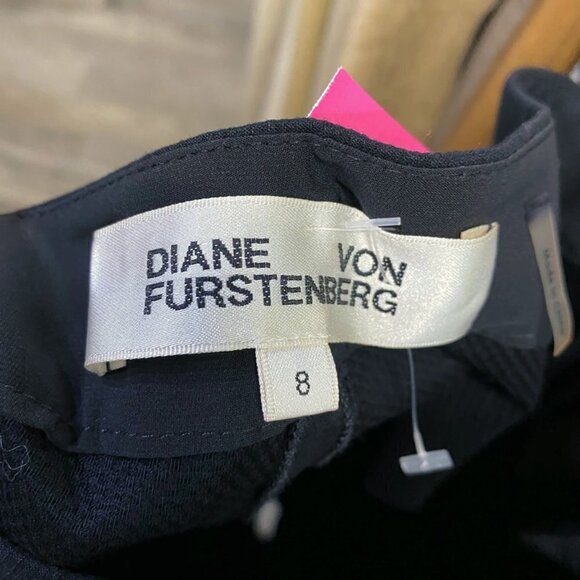 DIANE VON
FURSTENBERG
8